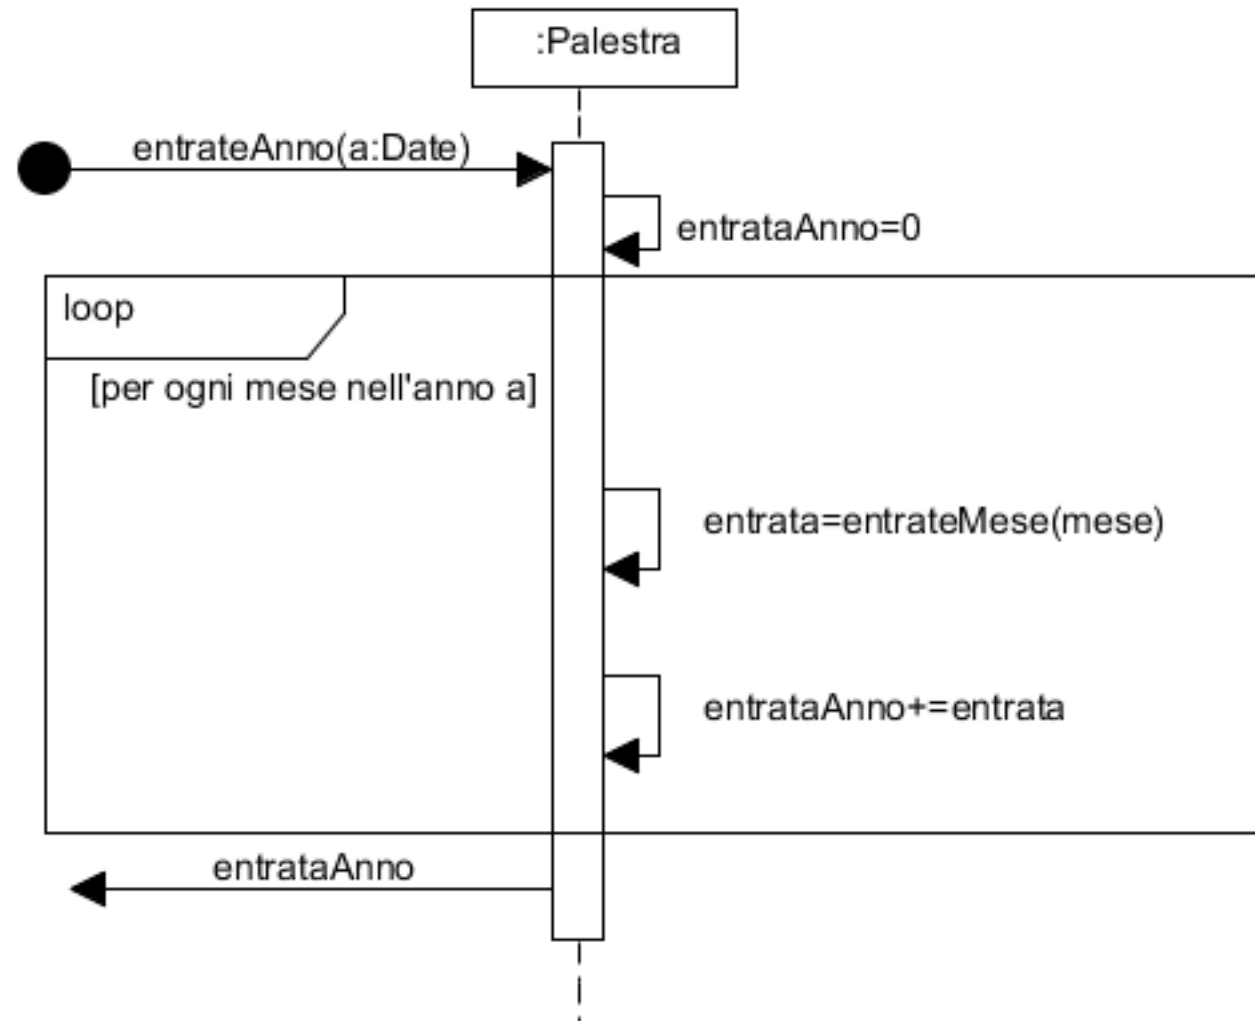 :Palestra
entrateAnno(a:Date)
entrataAnno=0
loop
[per ogni mese nell'anno a]
entrata=entrateMese(mese)
entrataAnno+=entrata
entrataAnno